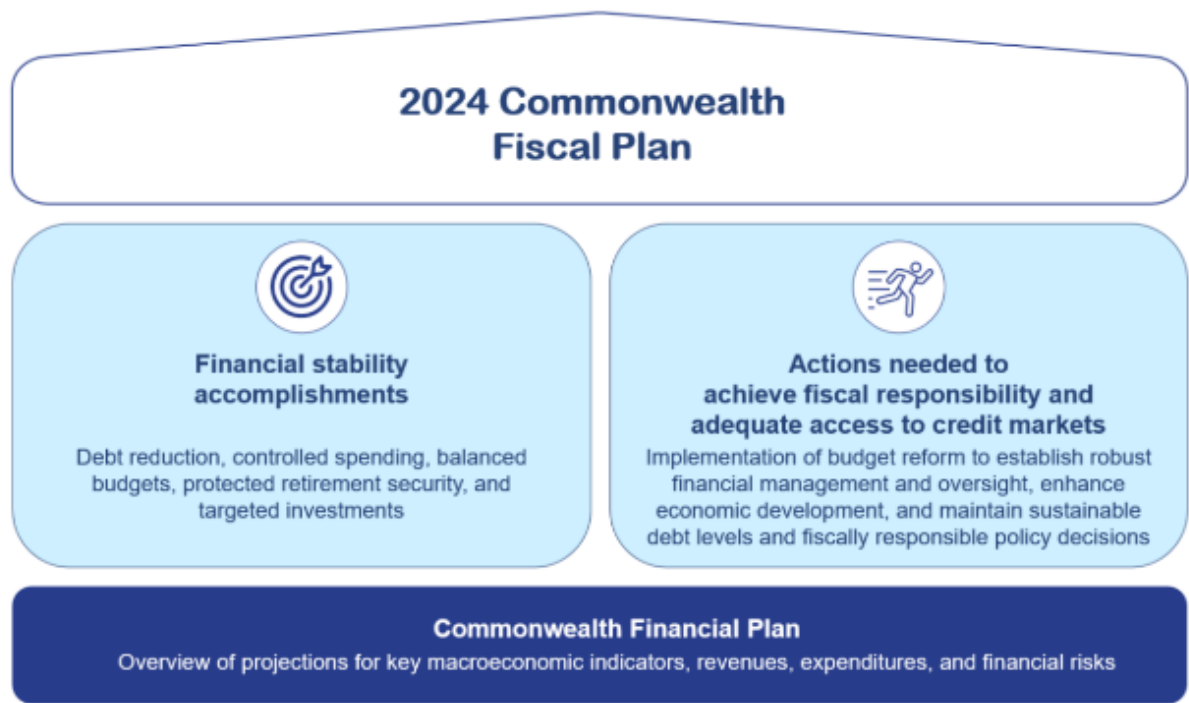 2024 Commonwealth
Fiscal Plan
Financial stability
accomplishments
Debt reduction, controlled spending, balanced
budgets, protected retirement security, and
targeted investments
Actions needed to
achieve fiscal responsibility and
adequate access to credit markets
Implementation of budget reform to establish robust
financial management and oversight, enhance
economic development, and maintain sustainable
debt levels and fiscally responsible policy decisions
Commonwealth Financial Plan
Overview of projections for key macroeconomic indicators, revenues, expenditures, and financial risks